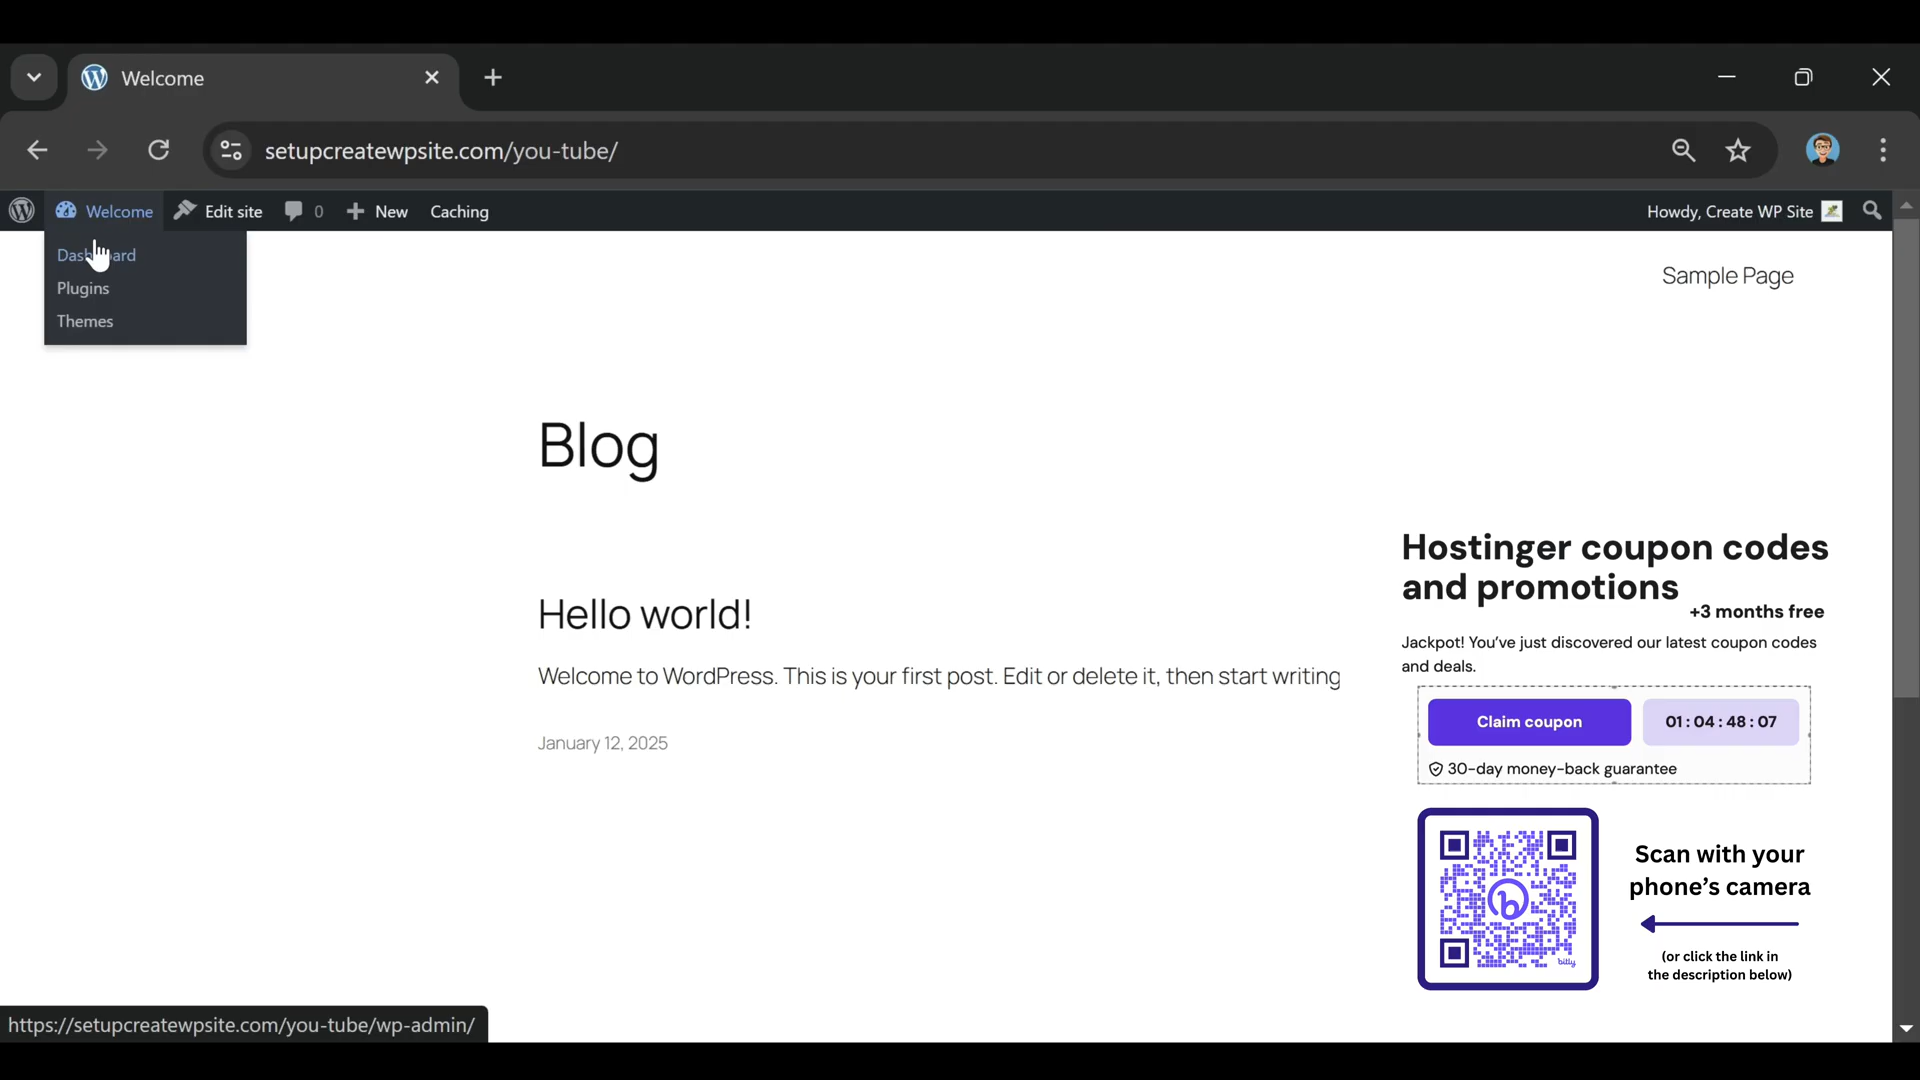 Welcome
setupcreatewpsite.com/you-tube/
Welcome Edit site 0 New Caching Howdy, Create WP Site
Dashboard
Plugins
Themes
Sample Page
Blog
Hello world!
Welcome to WordPress. This is your first post. Edit or delete it, then start writing
January 12, 2025
Hostinger coupon codes
and promotions
+3 months free
Jackpot! You've just discovered our latest coupon codes
and deals.
Claim coupon 01 : 04 : 48 : 07
30-day money-back guarantee
bitly
Scan with your
phone's camera
(or click the link in
the description below)
https://setupcreatewpsite.com/you-tube/wp-admin/